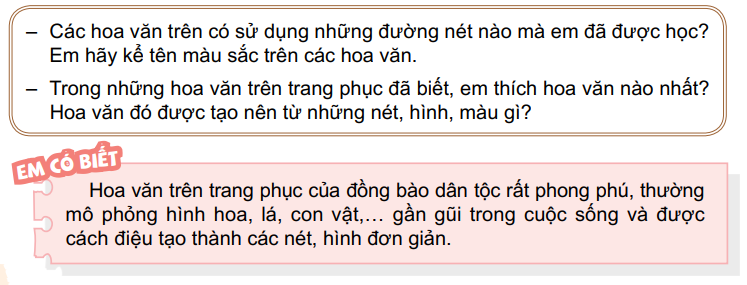 – Các hoa văn trên có sử dụng những đường nét nào mà em đã được học?
Em hãy kể tên màu sắc trên các hoa văn.
– Trong những hoa văn trên trang phục đã biết, em thích hoa văn nào nhất?
Hoa văn đó được tạo nên từ những nét, hình, màu gì?
EM CÓ BIẾT
Hoa văn trên trang phục của đồng bào dân tộc rất phong phú, thường
mô phỏng hình hoa, lá, con vật,... gần gũi trong cuộc sống và được
cách điệu tạo thành các nét, hình đơn giản.